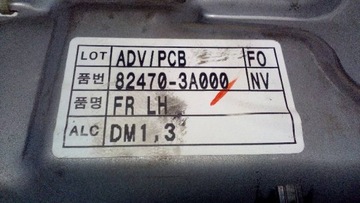 LOT ADV/PCB FO
품번 82470-3A000 NV
품명 FR LH
ALC DM1,3